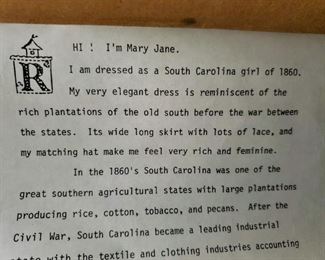 R
HI ! I'm Mary Jane.
I am dressed as a South Carolina girl of 1860.
My very elegant dress is reminiscent of the
rich plantations of the old south before the war between
the states. Its wide long skirt with lots of lace, and
my matching hat make me feel very rich and feminine.
In the 1860's South Carolina was one of the
great southern agricultural states with large plantations
producing rice, cotton, tobacco, and pecans. After the
Civil War, South Carolina became a leading industrial
state with the textile and clothing industries accounting